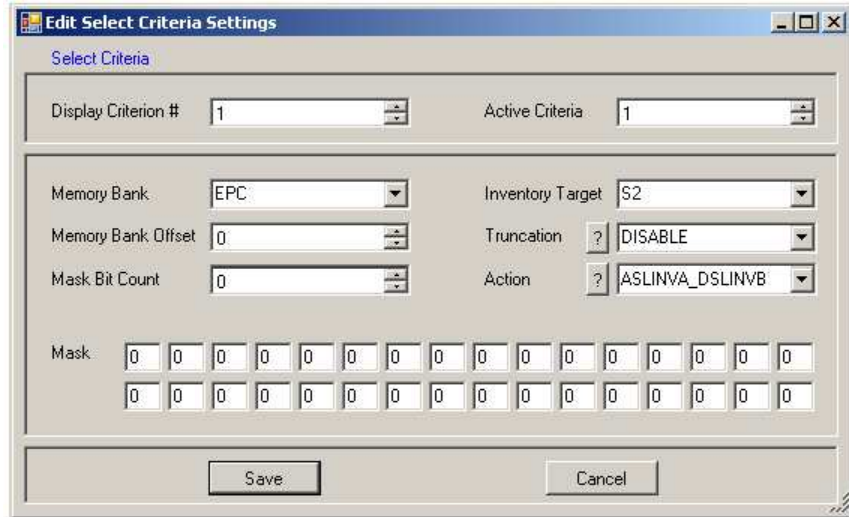 Edit Select Criteria Settings
Select Criteria
Display Criterion # 1 Active Criteria 1
Memory Bank EPC Inventory Target S2
Memory Bank Offset 0 Truncation ? DISABLE
Mask Bit Count 0 Action ? ASLINVA_DSLINVB
Mask 0 0 0 0 0 0 0 0 0 0 0 0 0 0 0 0
0 0 0 0 0 0 0 0 0 0 0 0 0 0 0 0
Save Cancel